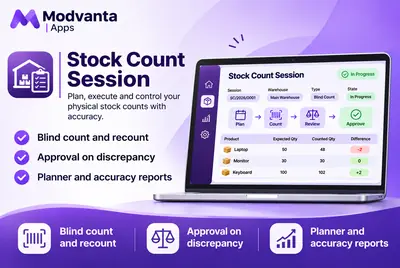 Modvanta
Apps
Stock Count
Session
Plan, execute and control your
physical stock counts with
accuracy.
Blind count and recount
Approval on discrepancy
Planner and accuracy reports
Stock Count Session
In Progress
Session
Warehouse
Type
State
SC/2026/0001
Main Warehouse
Blind Count
In Progress
Plan
Count
Review
Approve
Product
Expected Qty
Counted Qty
Difference
Laptop
50
48
-2
Monitor
30
30
0
Keyboard
100
102
+2
Blind count
and recount
Approval on
discrepancy
Planner and
accuracy reports